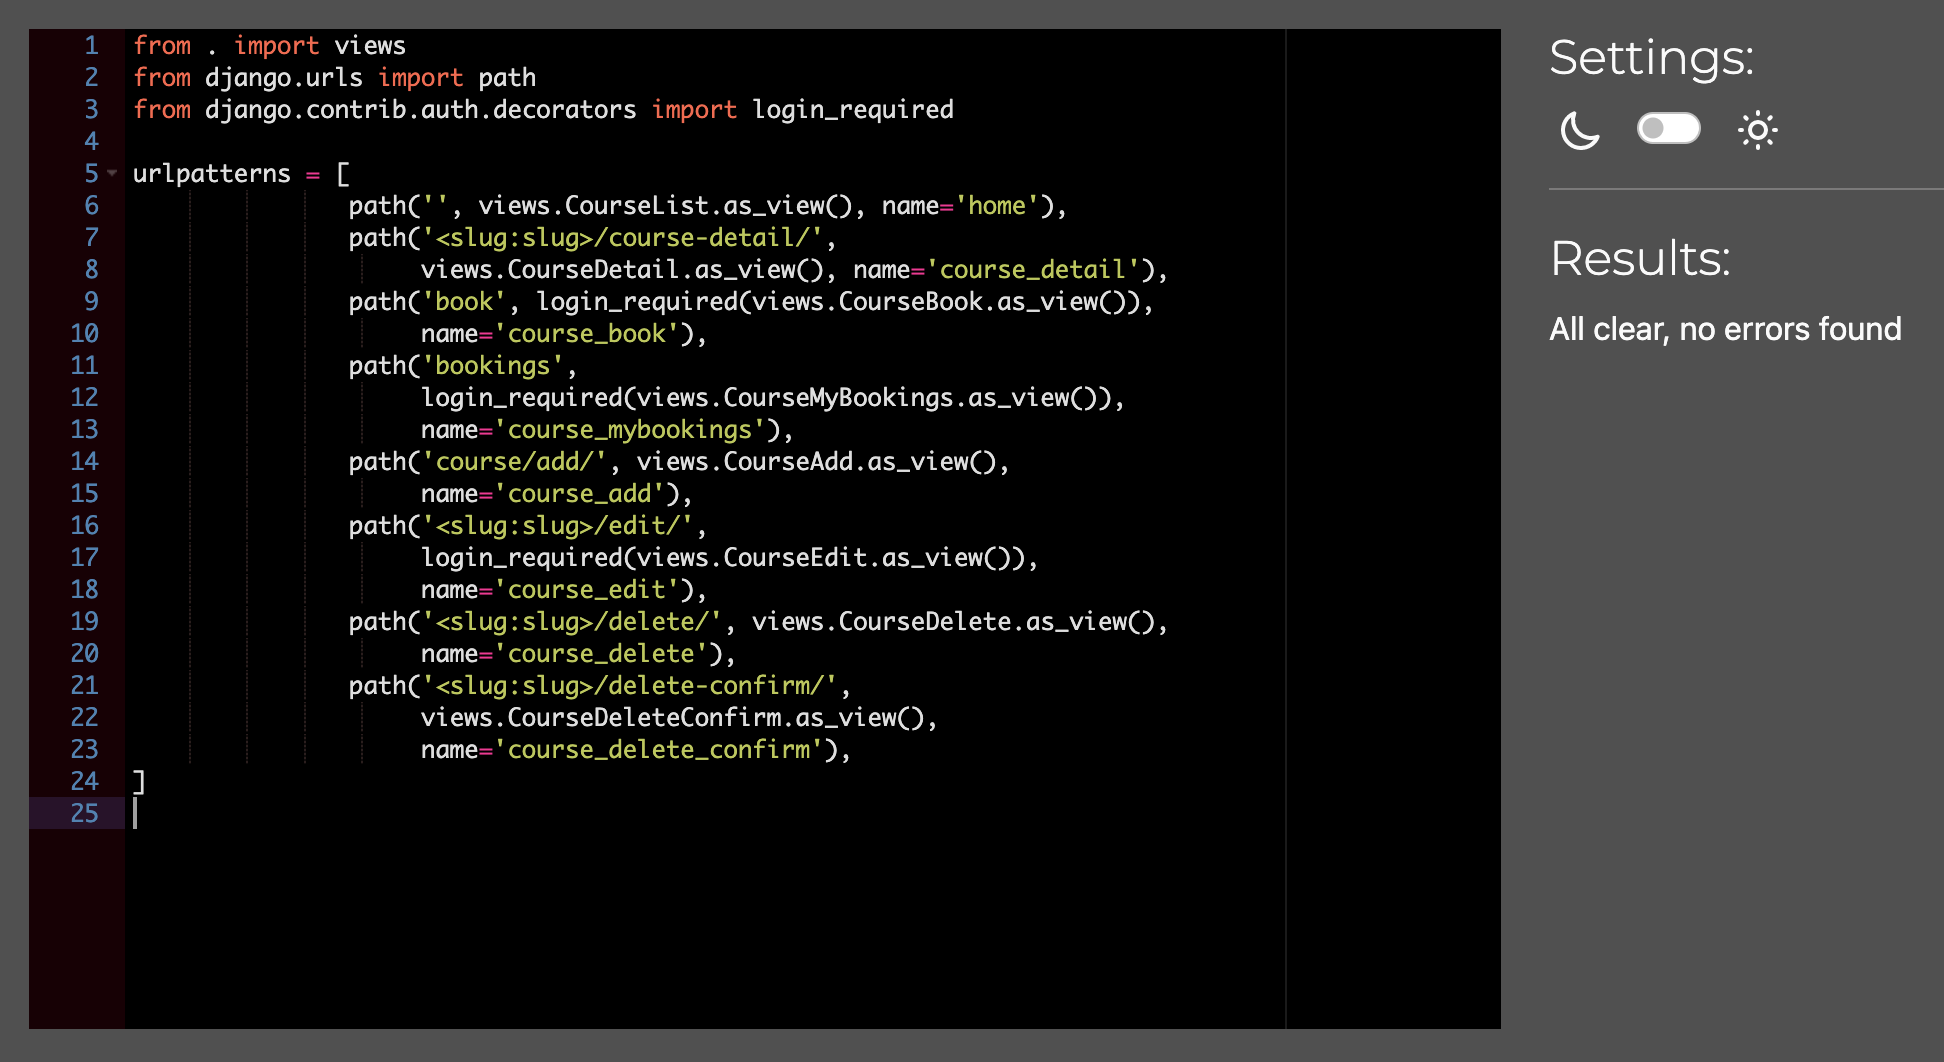 1 from . import views
2 from django.urls import path
3 from django.contrib.auth.decorators import login_required
4
5 urlpatterns = [
6                path('', views.CourseList.as_view(), name='home'),
7                path('<slug:slug>/course-detail/',
8                     views.CourseDetail.as_view(), name='course_detail'),
9                path('book', login_required(views.CourseBook.as_view()),
10                    name='course_book'),
11               path('bookings',
12                    login_required(views.CourseMyBookings.as_view()),
13                    name='course_mybookings'),
14               path('course/add/', views.CourseAdd.as_view(),
15                    name='course_add'),
16               path('<slug:slug>/edit/',
17                    login_required(views.CourseEdit.as_view()),
18                    name='course_edit'),
19               path('<slug:slug>/delete/', views.CourseDelete.as_view(),
20                    name='course_delete'),
21               path('<slug:slug>/delete-confirm/',
22                    views.CourseDeleteConfirm.as_view(),
23                    name='course_delete_confirm'),
24 ]
25
Settings:
Results:
All clear, no errors found